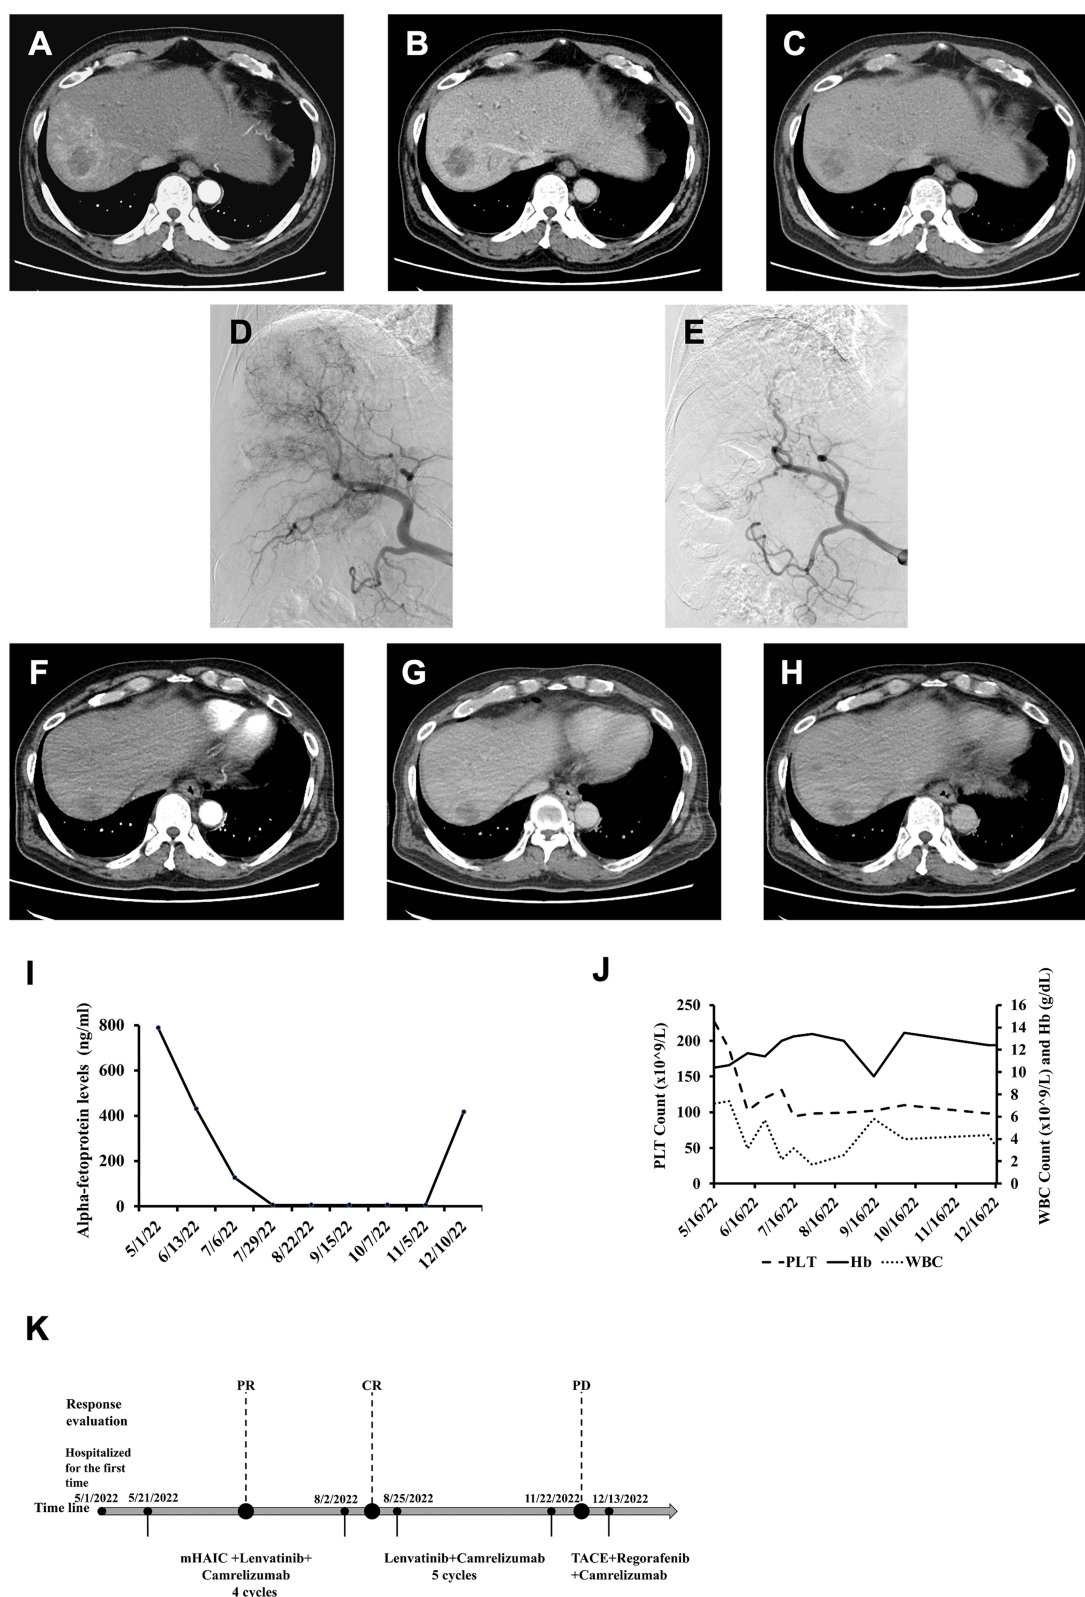 A
B
C
D
E
F
G
H
I
Alpha-fetoprotein levels (ng/ml)
800
600
400
200
0
5/1/22
6/13/22
7/6/22
7/29/22
8/22/22
9/15/22
10/7/22
11/5/22
12/10/22
J
PLT Count (x10^9/L)
250
200
150
100
50
0
WBC Count (x10^9/L) and Hb (g/dL)
16
14
12
10
8
6
4
2
0
5/16/22
6/16/22
7/16/22
8/16/22
9/16/22
10/16/22
11/16/22
12/16/22
PLT Hb WBC
K
PR CR PD
Response
evaluation
Hospitalized
for the first
time
Time line 5/1/2022 5/21/2022 8/2/2022 8/25/2022 11/22/2022 12/13/2022
mHAIC +Lenvatinib+
Camrelizumab
4 cycles
Lenvatinib+Camrelizumab
5 cycles
TACE+Regorafenib
+Camrelizumab